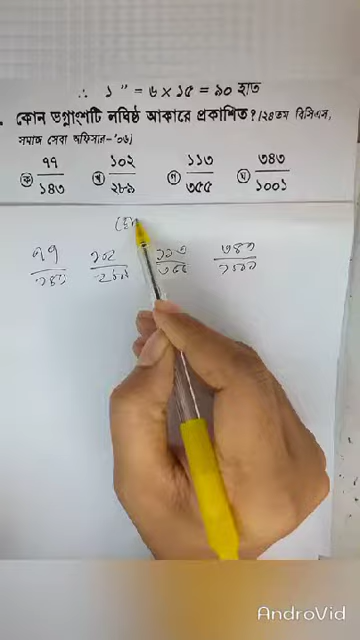 ∴ ১ " = ৬ × ১৫ = ৯০ হাত
কোন ভগ্নাংশটি লঘিষ্ঠ আকারে প্রকাশিত? [২৪তম বিসিএস,
সমাজ সেবা অফিসার-'০৬]
ক ৭৭/১৪৩ খ ১০২/২৮৯ গ ১১৩/৩৫৫ ঘ ৩৪৩/১০০১
৭৭/১৪৩ ১০২/২৮৯ ১১৩/৩৫৫ ৩৪৩/১০০১
AndroVid